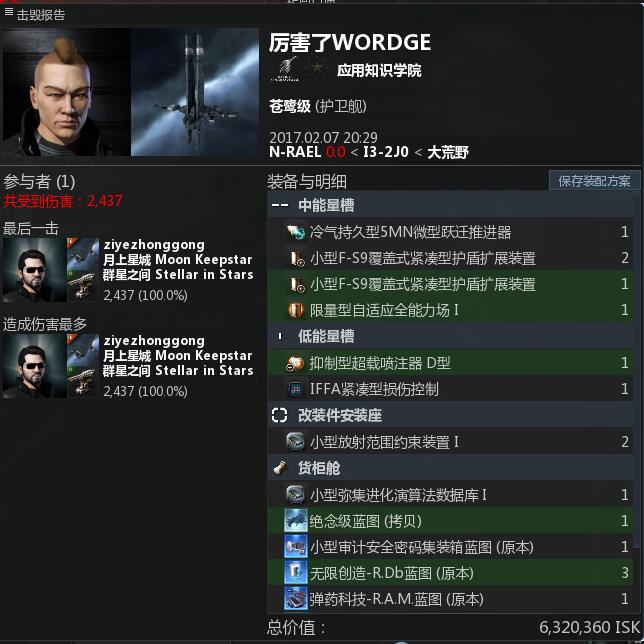 击毁报告
厉害了WORDGE
应用知识学院
苍鹭级 (护卫舰)
2017.02.07 20:29
N-RAEL 0.0 < I3-2J0 < 大荒野
参与者 (1)
共受到伤害：2,437
最后一击
ziyezhonggong
月上星城 Moon Keepstar
群星之间 Stellar in Stars
2,437 (100.0%)
造成伤害最多
ziyezhonggong
月上星城 Moon Keepstar
群星之间 Stellar in Stars
2,437 (100.0%)
装备与明细
保存装配方案
中能量槽
冷气持久型5MN微型跃迁推进器 1
小型F-S9覆盖式紧凑型护盾扩展装置 2
小型F-S9覆盖式紧凑型护盾扩展装置 1
限量型自适应全能力场 I 1
低能量槽
抑制型超载喷注器 D型 1
IFFA紧凑型损伤控制 1
改装件安装座
小型放射范围约束装置 I 2
货柜舱
小型弥集进化演算法数据库 I 1
绝念级蓝图 (拷贝) 1
小型审计安全密码集装箱蓝图 (原本) 1
无限创造-R.Db蓝图 (原本) 3
弹药科技-R.A.M.蓝图 (原本) 1
总价值： 6,320,360 ISK